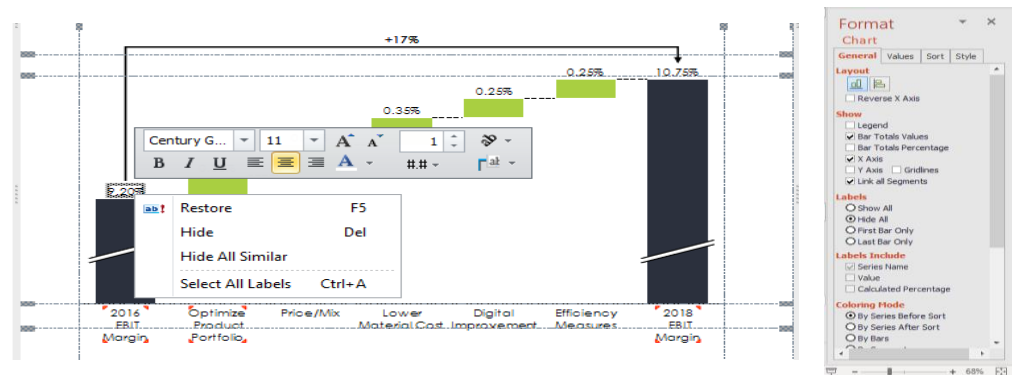 +17%
0.25%
10.75%
0.25%
0.35%
Century G...
11
A
A
1
B
I
U
A
#.#
ab
9.20%
Restore F5
Hide Del
Hide All Similar
Select All Labels Ctrl+A
2016
EBIT
Margin
Optimize
Product
Portfolio
Price/Mix
Lower
Material Cost
Digital
Improvement
Efficiency
Measures
2018
EBIT
Margin
Format
Chart
General Values Sort Style
Layout
Reverse X Axis
Show
Legend
Bar Totals Values
Bar Totals Percentage
X Axis
Y Axis Gridlines
Link all Segments
Labels
Show All
Hide All
First Bar Only
Last Bar Only
Labels Include
Series Name
Value
Calculated Percentage
Coloring Mode
By Series Before Sort
By Series After Sort
By Bars
68%